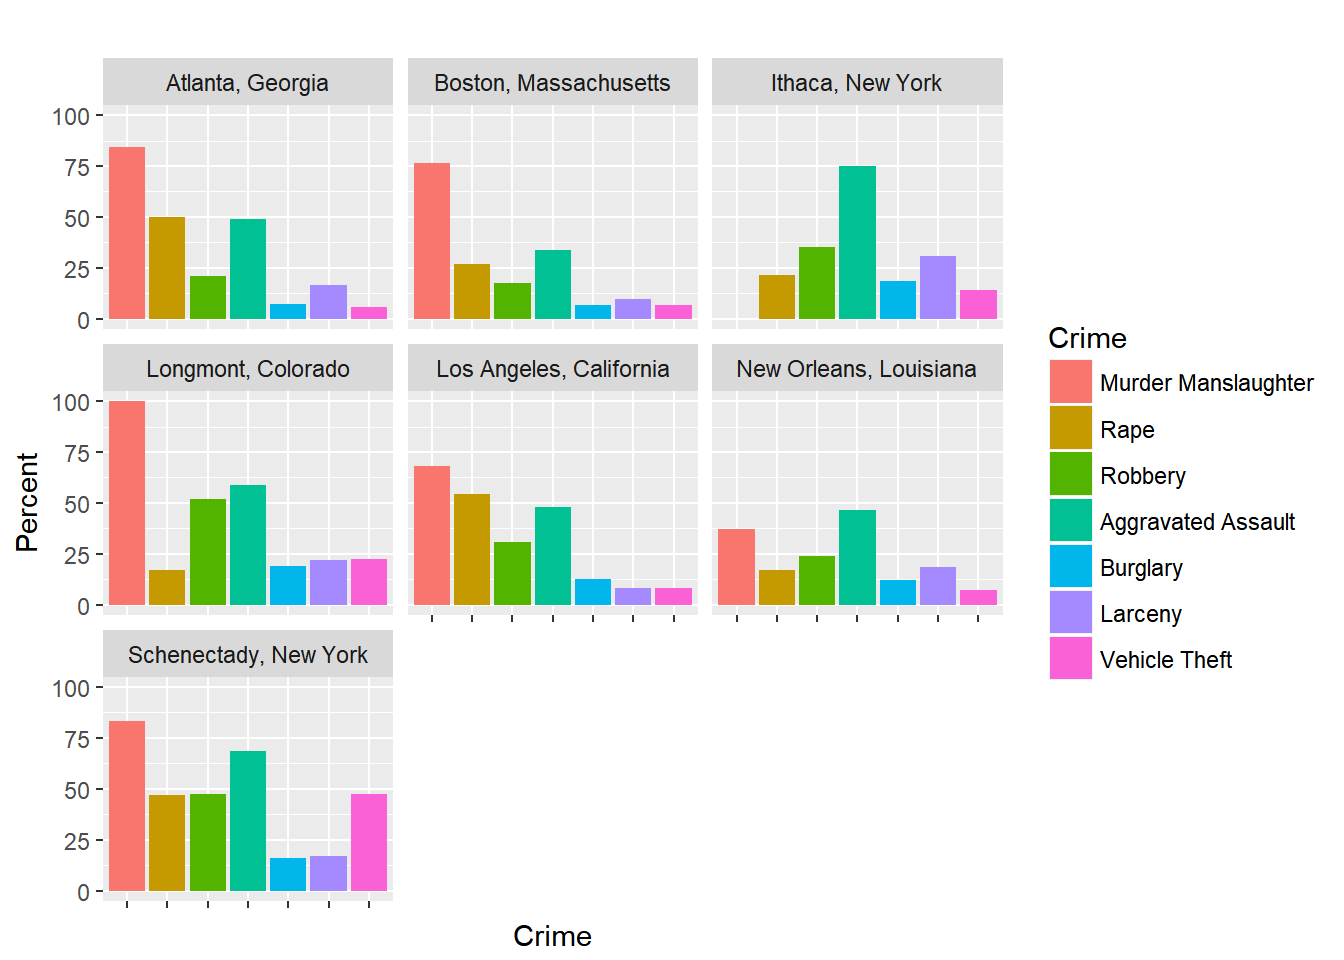 Atlanta, Georgia
Boston, Massachusetts
Ithaca, New York
100
75
50
25
0
Longmont, Colorado
Los Angeles, California
New Orleans, Louisiana
100
75
50
25
0
Schenectady, New York
100
75
50
25
0
Percent
Crime
Crime
Murder Manslaughter
Rape
Robbery
Aggravated Assault
Burglary
Larceny
Vehicle Theft